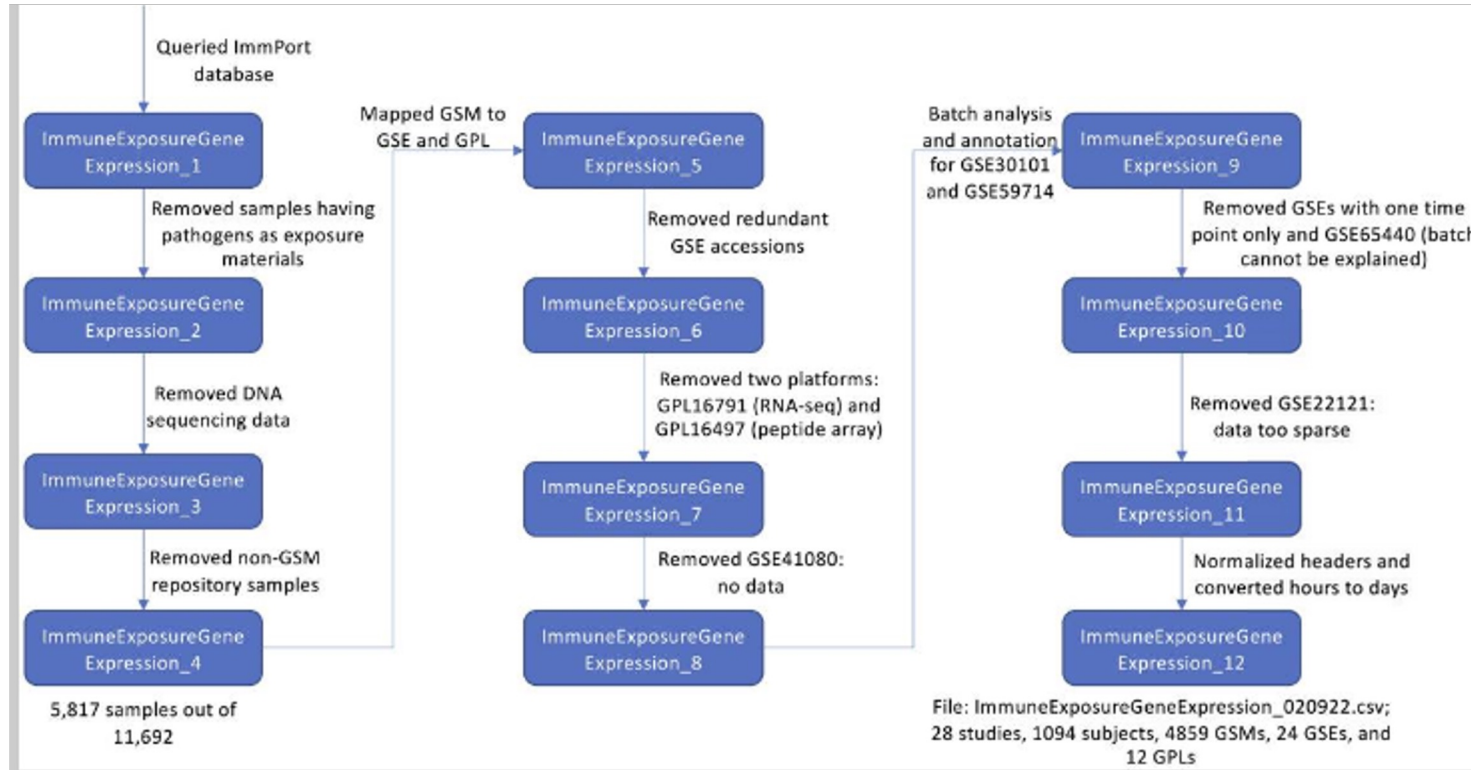 Queried ImmPort
database
ImmuneExposureGene
Expression_1
Removed samples having
pathogens as exposure
materials
ImmuneExposureGene
Expression_2
Removed DNA
sequencing data
ImmuneExposureGene
Expression_3
Removed non-GSM
repository samples
ImmuneExposureGene
Expression_4
5,817 samples out of
11,692
Mapped GSM to
GSE and GPL
ImmuneExposureGene
Expression_5
Removed redundant
GSE accessions
ImmuneExposureGene
Expression_6
Removed two platforms:
GPL16791 (RNA-seq) and
GPL16497 (peptide array)
ImmuneExposureGene
Expression_7
Removed GSE41080:
no data
ImmuneExposureGene
Expression_8
Batch analysis
and annotation
for GSE30101
and GSE59714
ImmuneExposureGene
Expression_9
Removed GSEs with one time
point only and GSE65440 (batch
cannot be explained)
ImmuneExposureGene
Expression_10
Removed GSE22121:
data too sparse
ImmuneExposureGene
Expression_11
Normalized headers and
converted hours to days
ImmuneExposureGene
Expression_12
File: ImmuneExposureGeneExpression_020922.csv;
28 studies, 1094 subjects, 4859 GSMs, 24 GSEs, and
12 GPLs